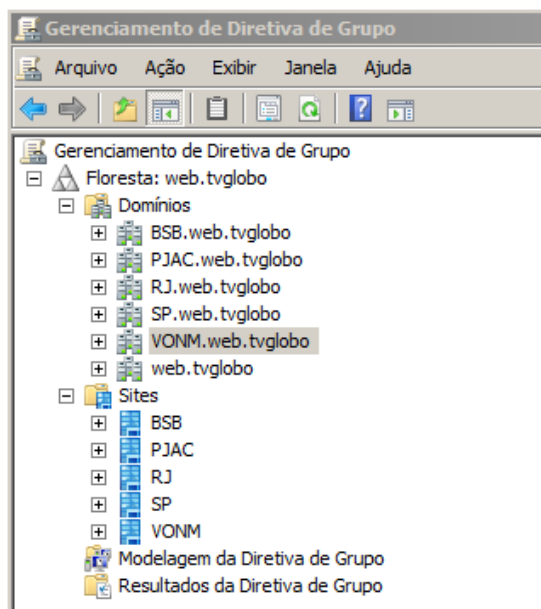 Gerenciamento de Diretiva de Grupo
Arquivo Ação Exibir Janela Ajuda
Gerenciamento de Diretiva de Grupo
Floresta: web.tvglobo
Domínios
BSB.web.tvglobo
PJAC.web.tvglobo
RJ.web.tvglobo
SP.web.tvglobo
VONM.web.tvglobo
web.tvglobo
Sites
BSB
PJAC
RJ
SP
VONM
Modelagem da Diretiva de Grupo
Resultados da Diretiva de Grupo